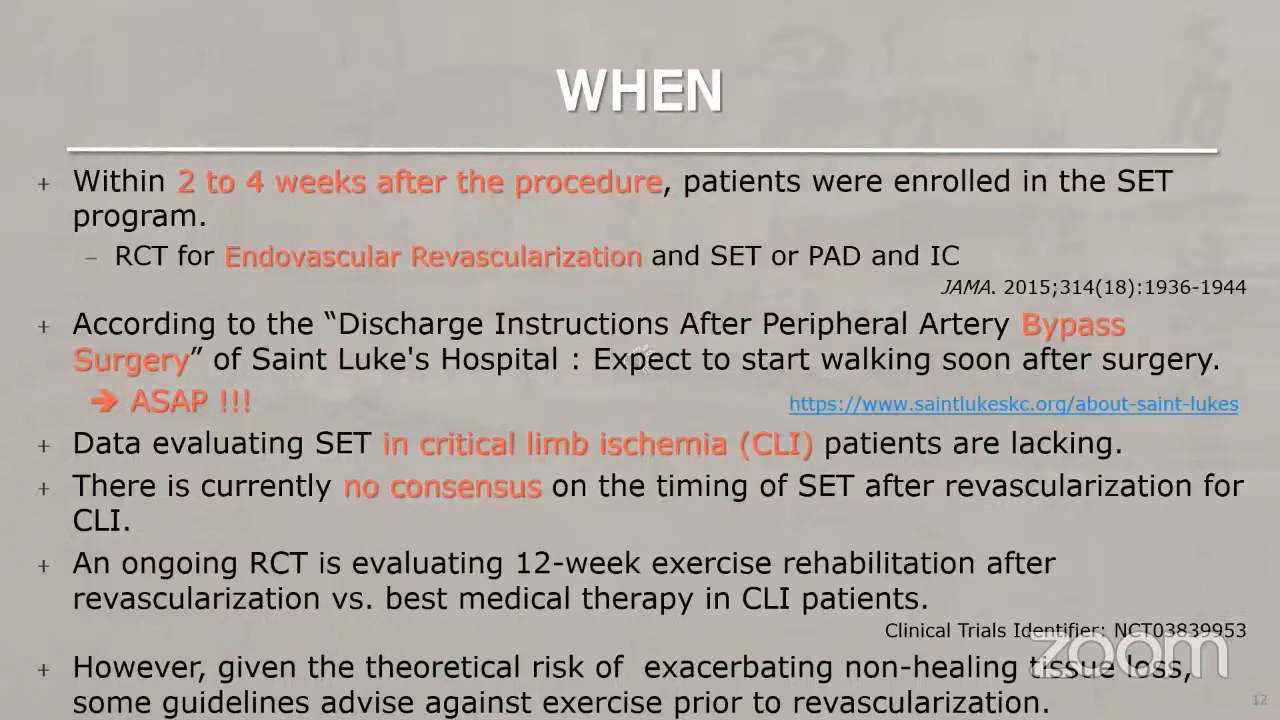 WHEN
+ Within 2 to 4 weeks after the procedure, patients were enrolled in the SET
program.
– RCT for Endovascular Revascularization and SET or PAD and IC
JAMA. 2015;314(18):1936-1944
+ According to the “Discharge Instructions After Peripheral Artery Bypass
Surgery” of Saint Luke's Hospital : Expect to start walking soon after surgery.
➔ ASAP !!!
https://www.saintlukeskc.org/about-saint-lukes
+ Data evaluating SET in critical limb ischemia (CLI) patients are lacking.
+ There is currently no consensus on the timing of SET after revascularization for
CLI.
+ An ongoing RCT is evaluating 12-week exercise rehabilitation after
revascularization vs. best medical therapy in CLI patients.
Clinical Trials Identifier: NCT03839953
+ However, given the theoretical risk of  exacerbating non-healing tissue loss,
some guidelines advise against exercise prior to revascularization.
zoom
12